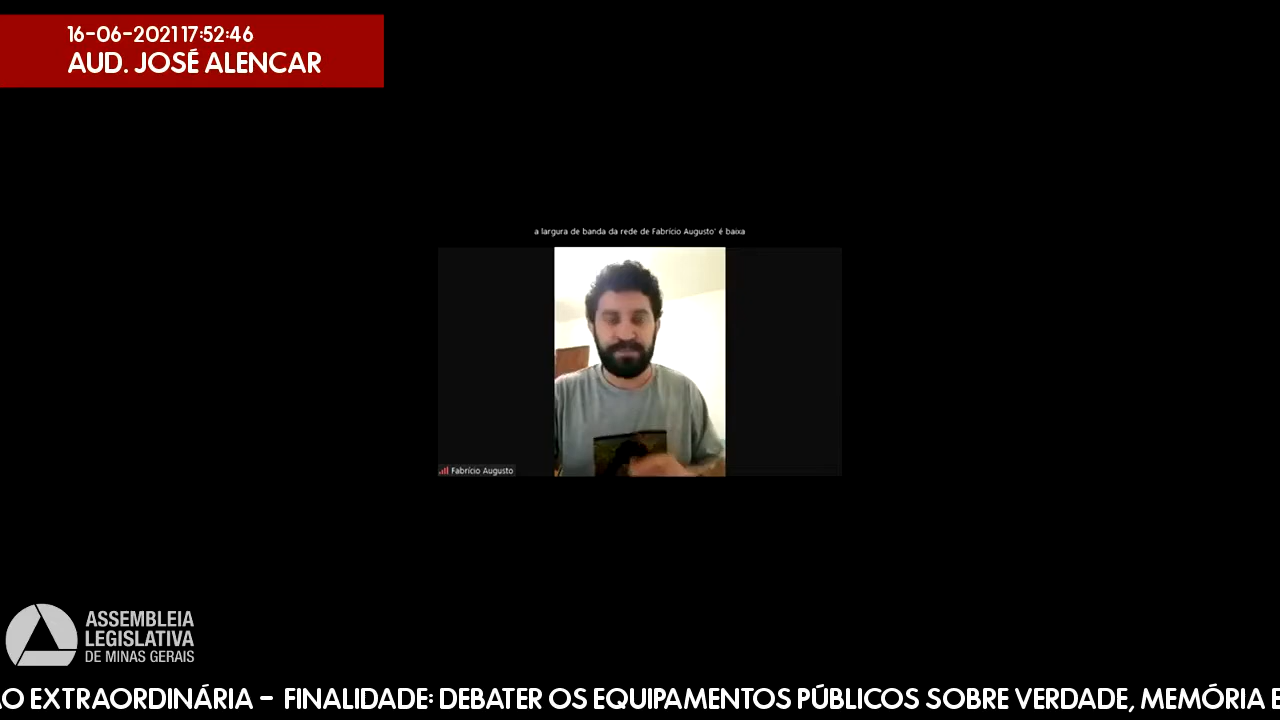 16-06-2021 17:52:46
AUD. JOSÉ ALENCAR
a largura de banda da rede de Fabrício Augusto' é baixa
Fabrício Augusto
ASSEMBLEIA
LEGISLATIVA
DE MINAS GERAIS
ÃO EXTRAORDINÁRIA - FINALIDADE: DEBATER OS EQUIPAMENTOS PÚBLICOS SOBRE VERDADE, MEMÓRIA E